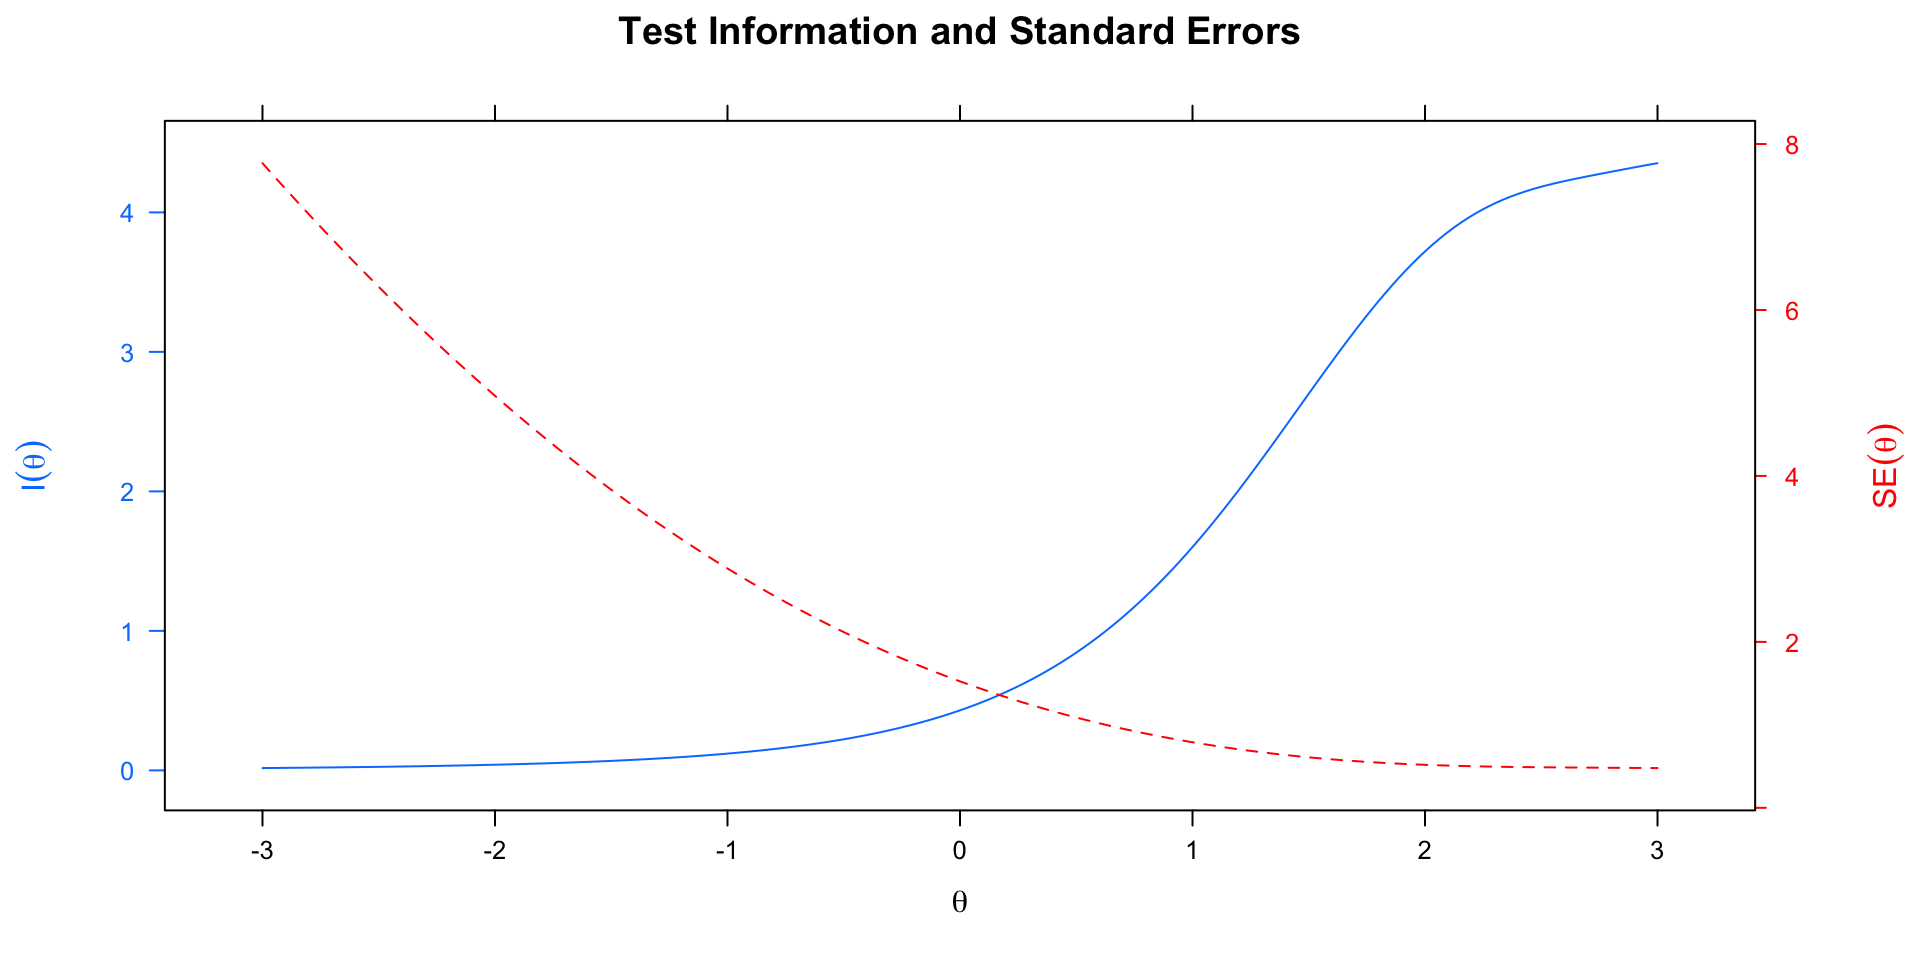 Test Information and Standard Errors
4
3
2
1
0
I(θ)
8
6
4
2
SE(θ)
-3 -2 -1 0 1 2 3
θ